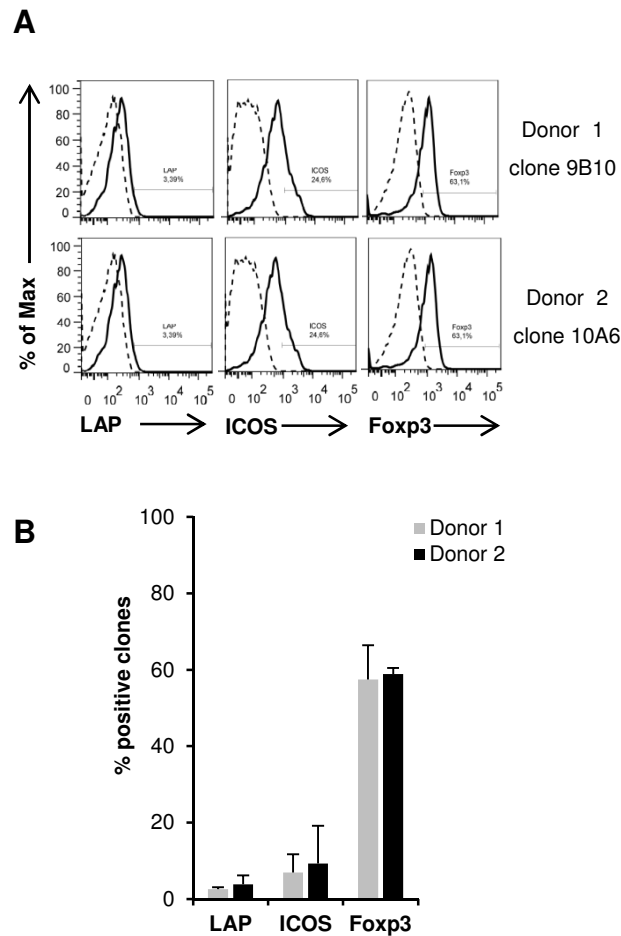 A
100
80
60
40
20
0
LAP
3,39%
ICOS
24,6%
Foxp3
63,1%
Donor 1
clone 9B10
% of Max
100
80
60
40
20
0
LAP
3,39%
ICOS
24,6%
Foxp3
63,1%
Donor 2
clone 10A6
0 10² 10³ 10⁴ 10⁵
0 10² 10³ 10⁴ 10⁵
0 10² 10³ 10⁴ 10⁵
LAP
ICOS
Foxp3
B
% positive clones
100
80
60
40
20
0
Donor 1
Donor 2
LAP ICOS Foxp3